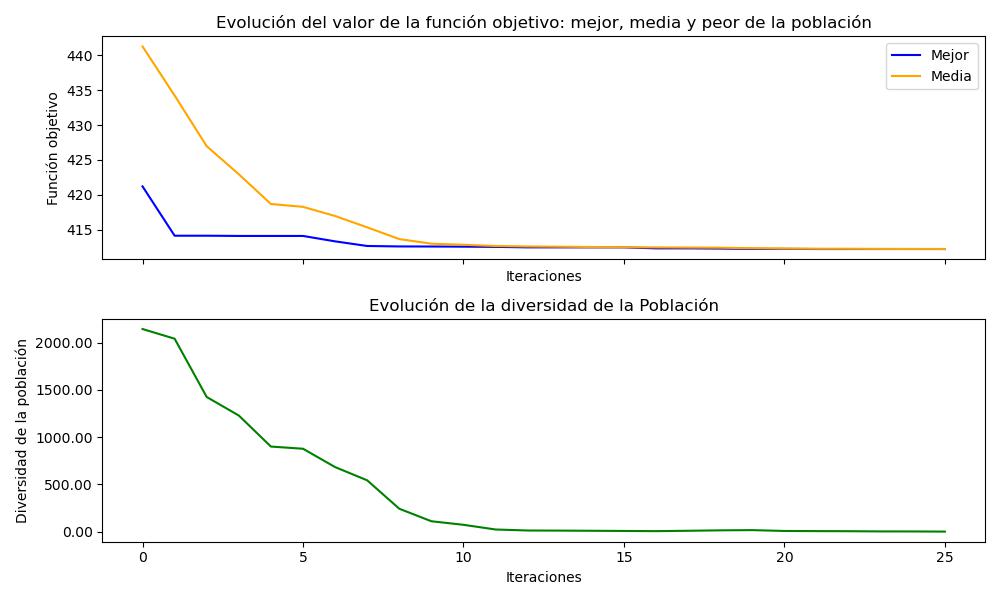 Evolución del valor de la función objetivo: mejor, media y peor de la población
Función objetivo
440
435
430
425
420
415
Mejor
Media
Iteraciones
Evolución de la diversidad de la Población
Diversidad de la población
2000.00
1500.00
1000.00
500.00
0.00
0 5 10 15 20 25
Iteraciones